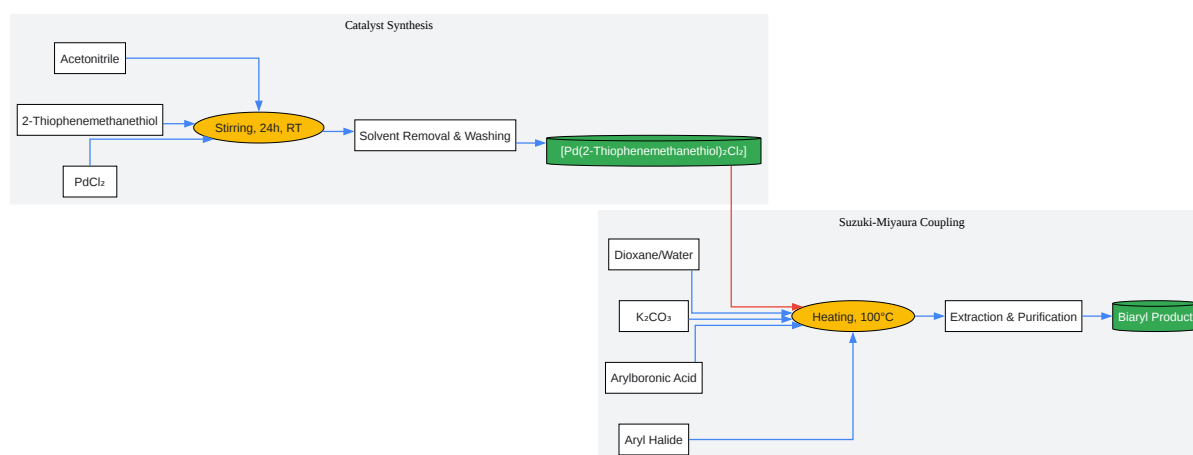 Catalyst Synthesis
Acetonitrile
2-Thiophenemethanethiol
Stirring, 24h, RT
Solvent Removal & Washing
[Pd(2-Thiophenemethanethiol)₂Cl₂]
PdCl₂
Suzuki-Miyaura Coupling
Dioxane/Water
K₂CO₃
Heating, 100°C
Extraction & Purification
Biaryl Product
Arylboronic Acid
Aryl Halide